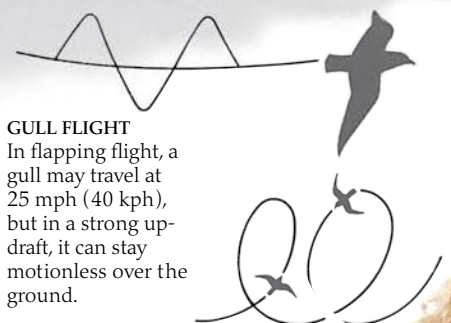 GULL FLIGHT
In flapping flight, a
gull may travel at
25 mph (40 kph),
but in a strong up-
draft, it can stay
motionless over the
ground.